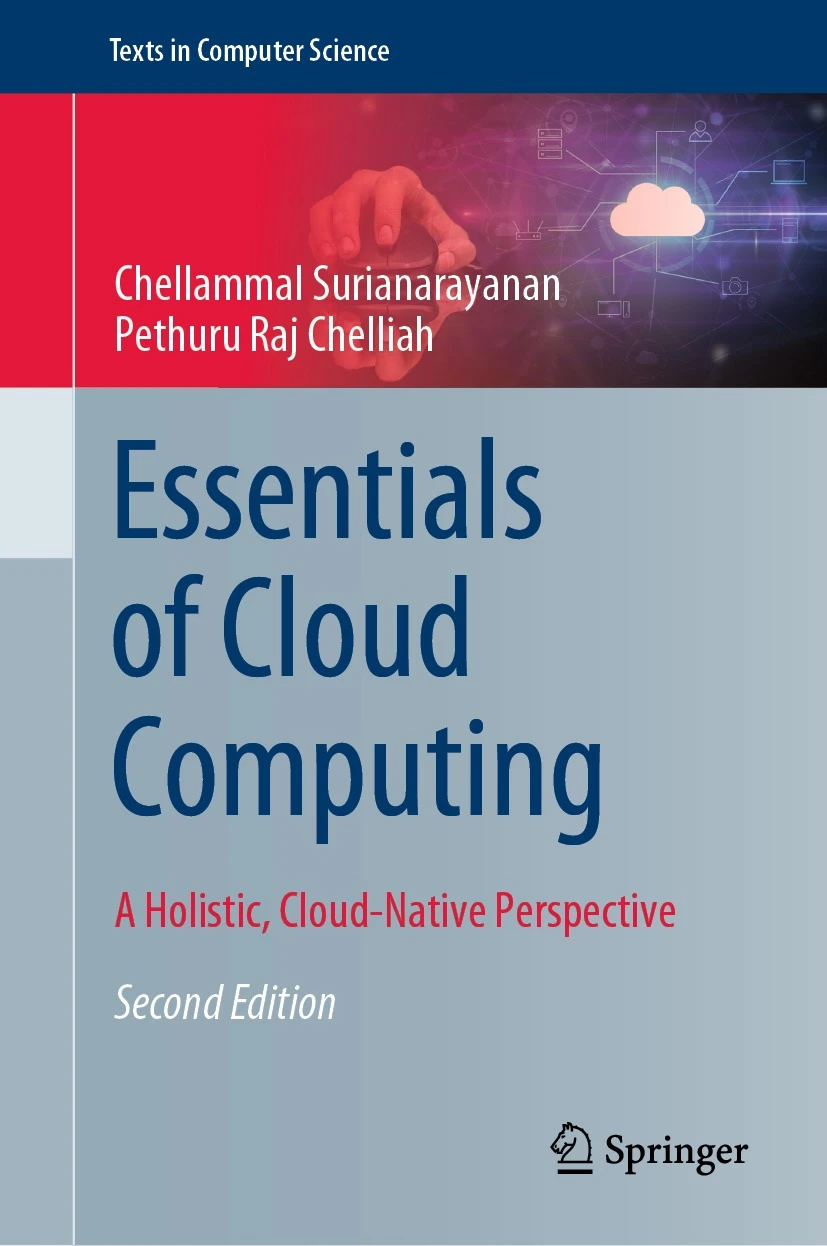 Texts in Computer Science
Chellammal Surianarayanan
Pethuru Raj Chelliah
Essentials
of Cloud
Computing
A Holistic, Cloud-Native Perspective
Second Edition
Springer